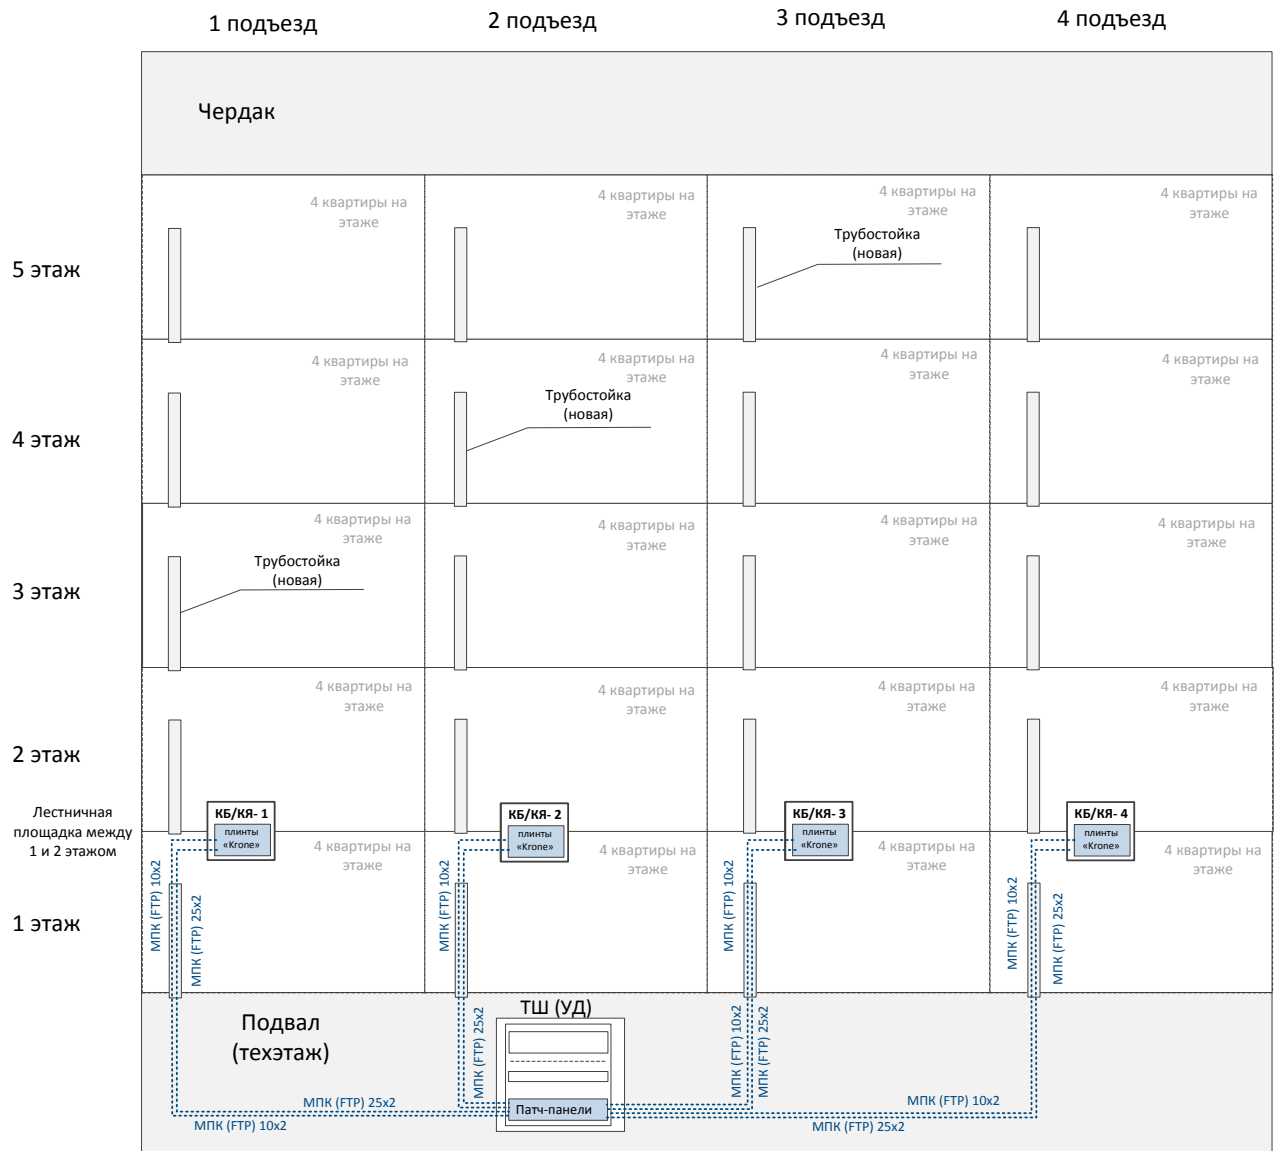 1 подъезд
2 подъезд
3 подъезд
4 подъезд
Чердак
4 квартиры на
этаже
4 квартиры на
этаже
4 квартиры на
этаже
4 квартиры на
этаже
5 этаж
Трубостойка
(новая)
4 квартиры на
этаже
4 квартиры на
этаже
4 квартиры на
этаже
4 квартиры на
этаже
4 этаж
Трубостойка
(новая)
4 квартиры на
этаже
4 квартиры на
этаже
4 квартиры на
этаже
4 квартиры на
этаже
3 этаж
Трубостойка
(новая)
4 квартиры на
этаже
4 квартиры на
этаже
4 квартиры на
этаже
4 квартиры на
этаже
2 этаж
Лестничная
площадка между
1 и 2 этажом
КБ/КЯ- 1
плинты
«Krone»
КБ/КЯ- 2
плинты
«Krone»
КБ/КЯ- 3
плинты
«Krone»
КБ/КЯ- 4
плинты
«Krone»
4 квартиры на
этаже
4 квартиры на
этаже
4 квартиры на
этаже
4 квартиры на
этаже
1 этаж
МПК (FTP) 10x2
МПК (FTP) 25x2
МПК (FTP) 10x2
МПК (FTP) 10x2
МПК (FTP) 10x2
МПК (FTP) 25x2
Подвал
(техэтаж)
ТШ (УД)
МПК (FTP) 25x2
МПК (FTP) 10x2
МПК (FTP) 25x2
Патч-панели
МПК (FTP) 25x2
МПК (FTP) 10x2
МПК (FTP) 10x2
МПК (FTP) 25x2